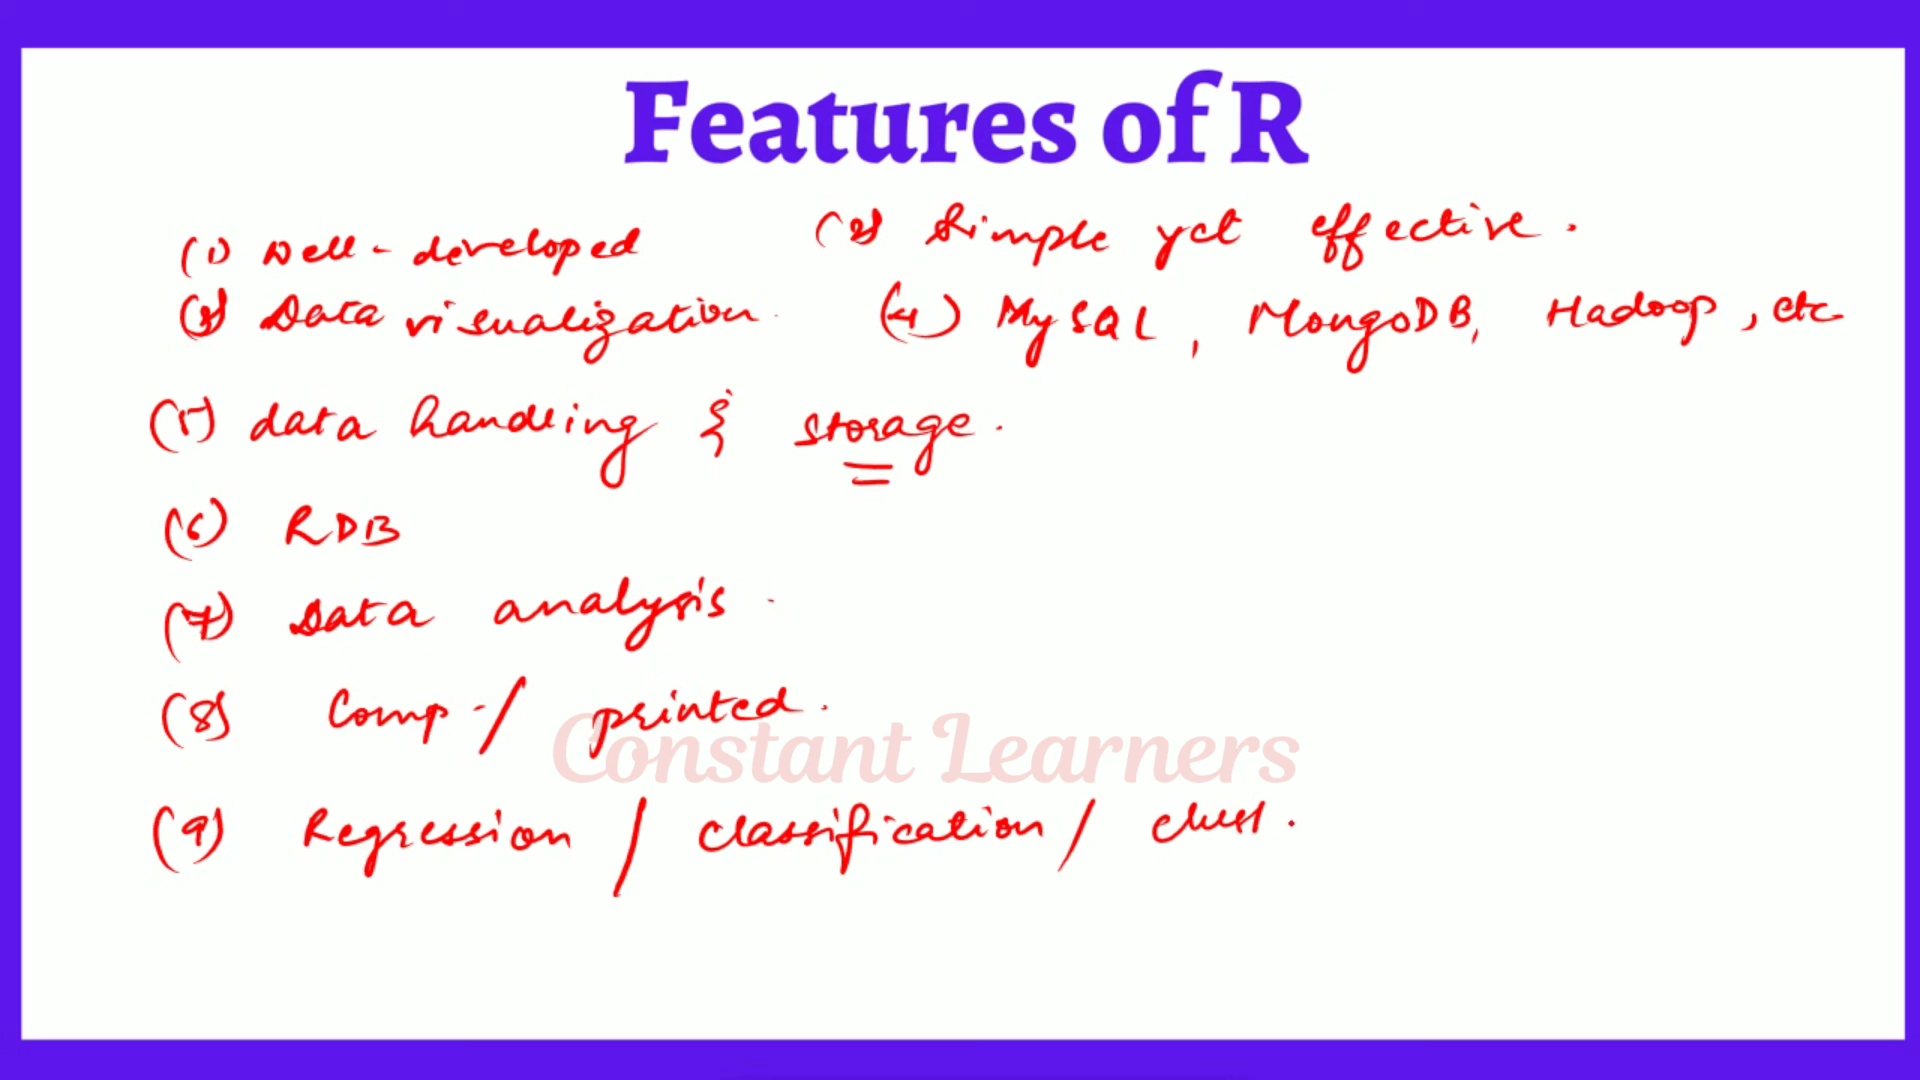 Features of R
(1) Well-developed (2) Simple yet effective.
(3) Data visualization. (4) MySQL, MongoDB, Hadoop, etc
(5) data handling & storage.
(6) RDB
(7) Data analysis.
(8) Comp-/ printed.
Constant Learners
(9) Regression / classification / clust.